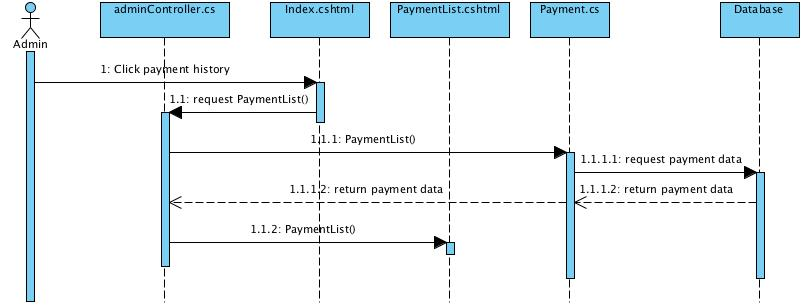 adminController.cs
Index.cshtml
PaymentList.cshtml
Payment.cs
Database
Admin
1: Click payment history
1.1: request PaymentList()
1.1.1: PaymentList()
1.1.1.1: request payment data
1.1.1.2: return payment data
1.1.1.2: return payment data
1.1.2: PaymentList()